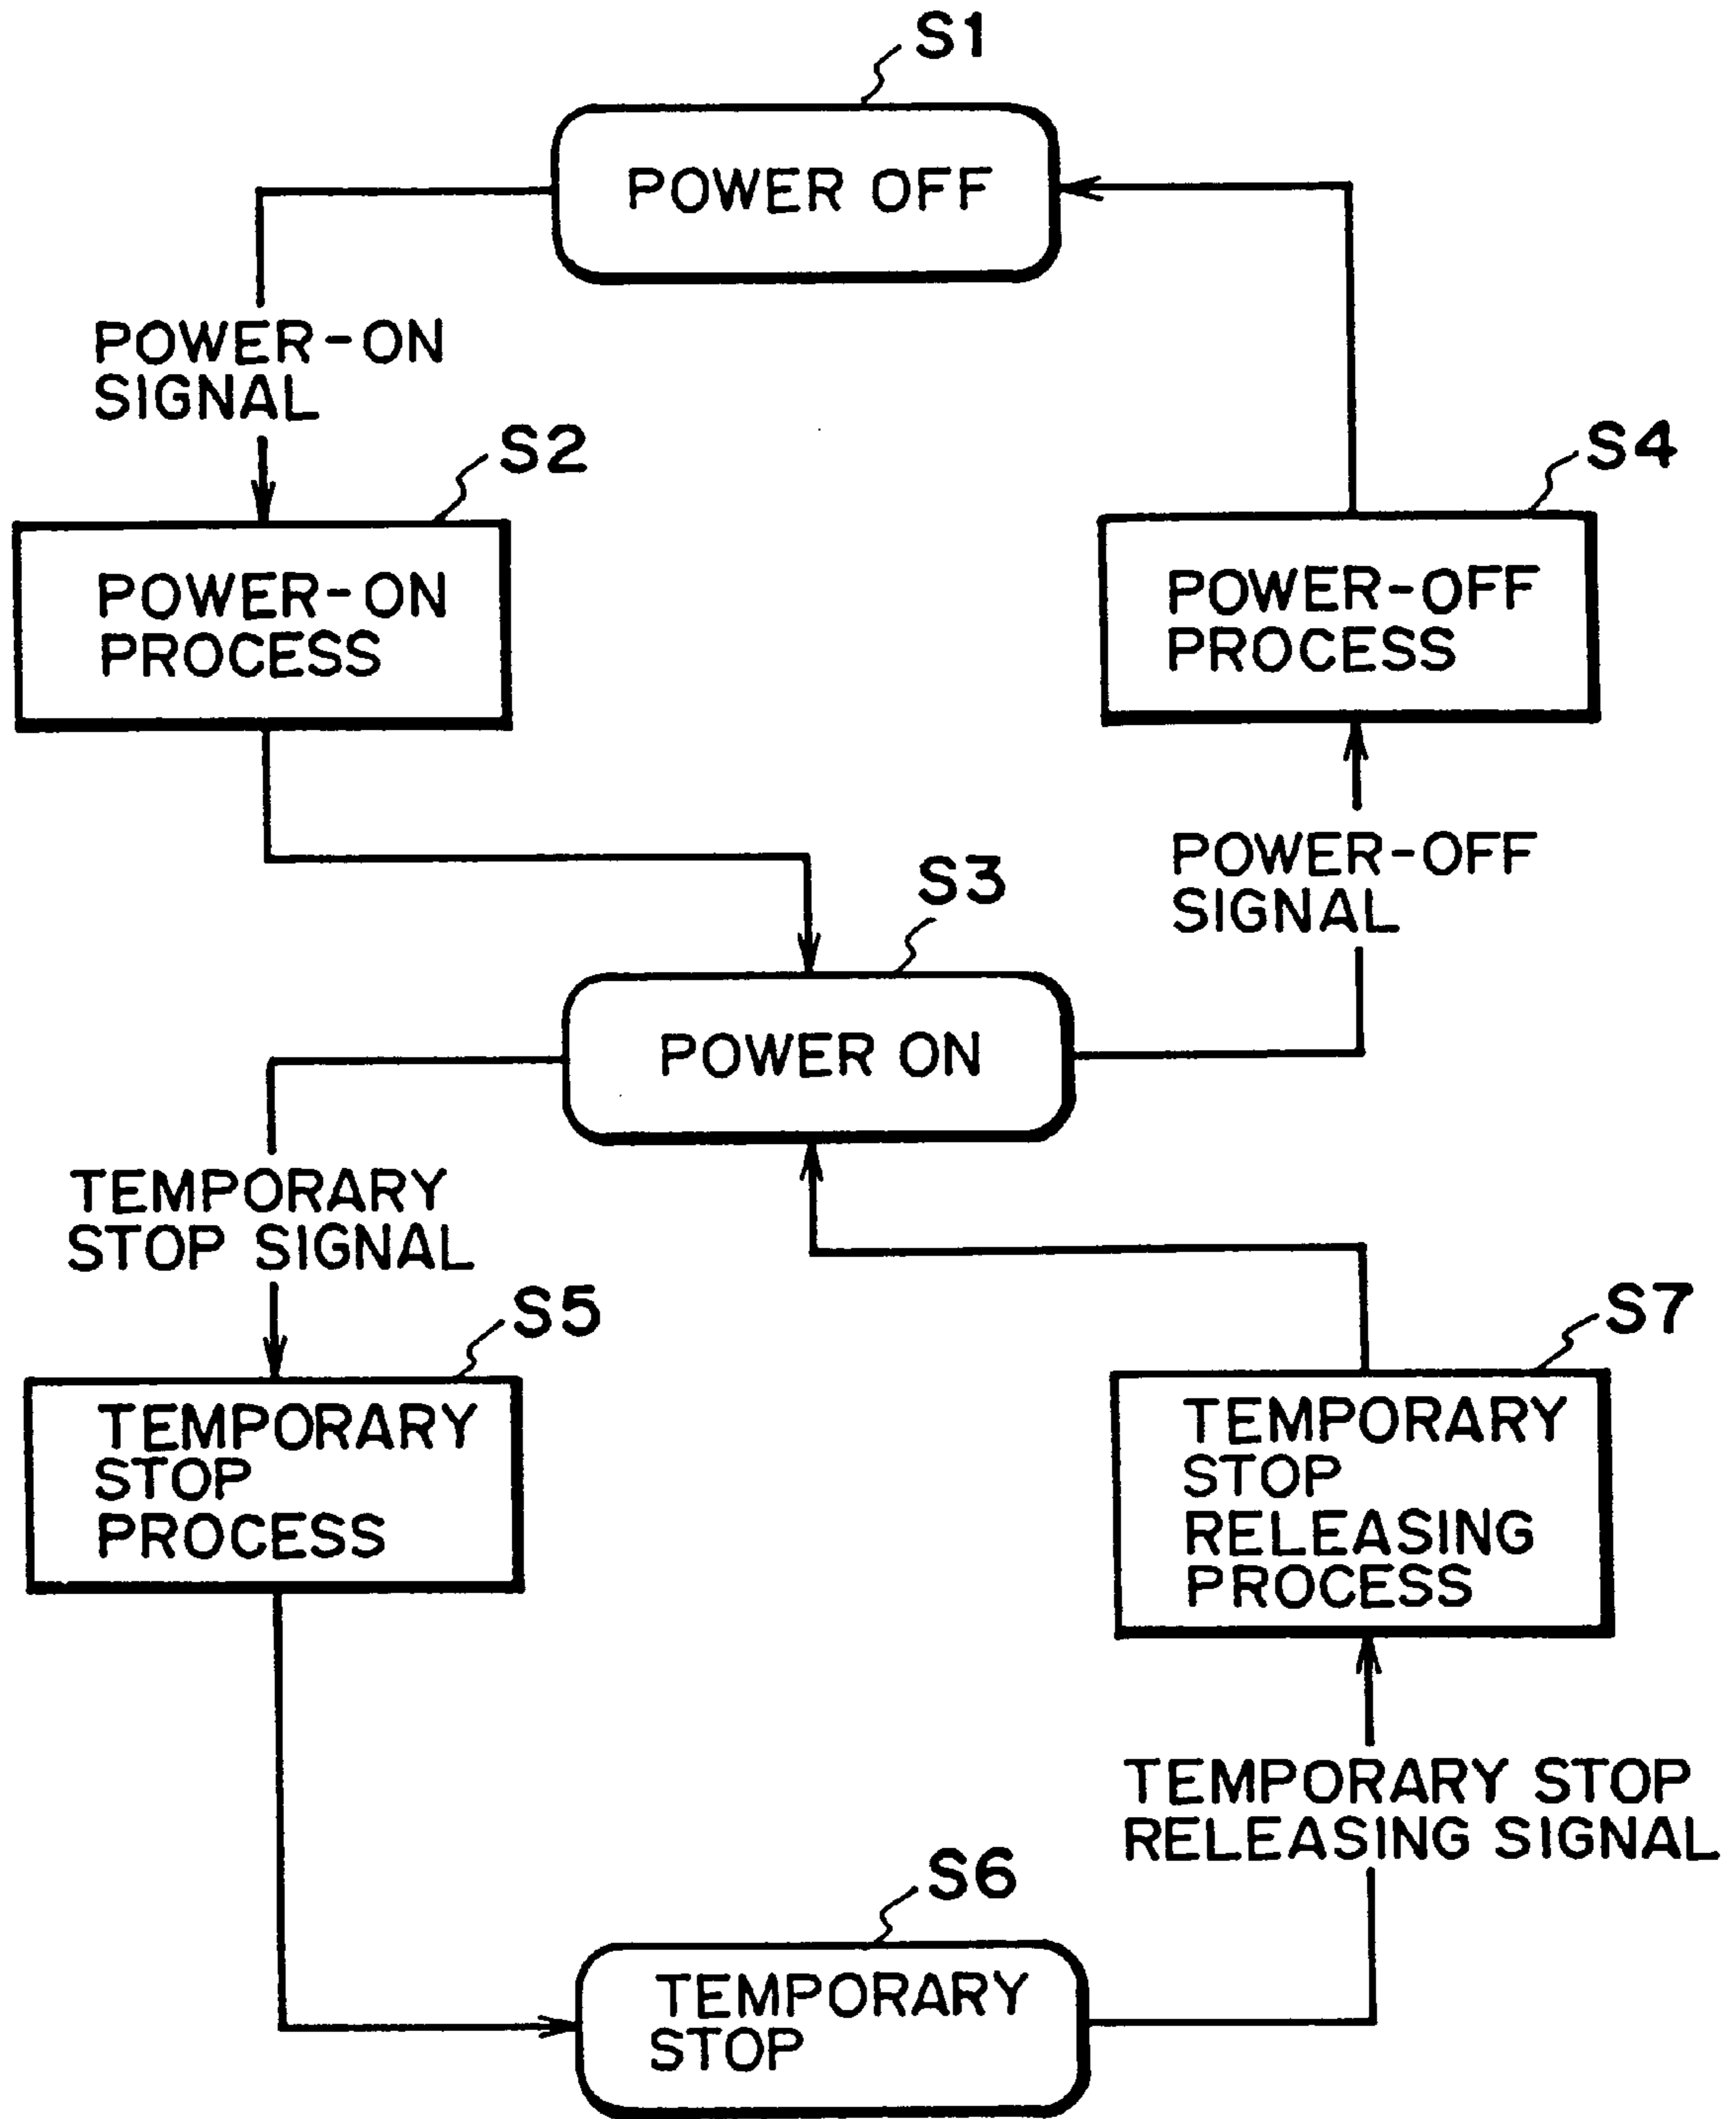 S1
POWER OFF
POWER-ON
SIGNAL
S2
S4
POWER-ON
PROCESS
POWER-OFF
PROCESS
POWER-OFF
SIGNAL
S3
POWER ON
TEMPORARY
STOP SIGNAL
S5
S7
TEMPORARY
STOP
PROCESS
TEMPORARY
STOP
RELEASING
PROCESS
TEMPORARY STOP
RELEASING SIGNAL
S6
TEMPORARY
STOP